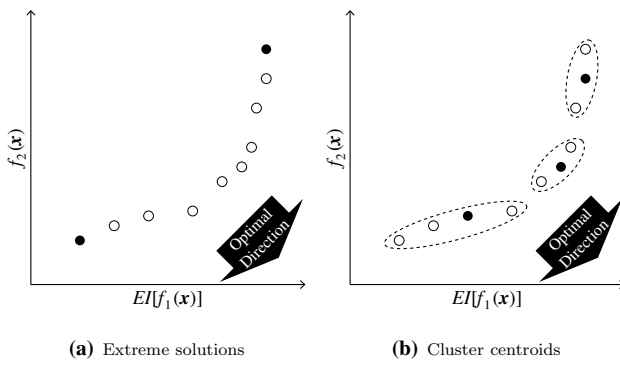 f₂(x)
Optimal
Direction
EI[f₁(x)]
(a) Extreme solutions
f₂(x)
Optimal
Direction
EI[f₁(x)]
(b) Cluster centroids